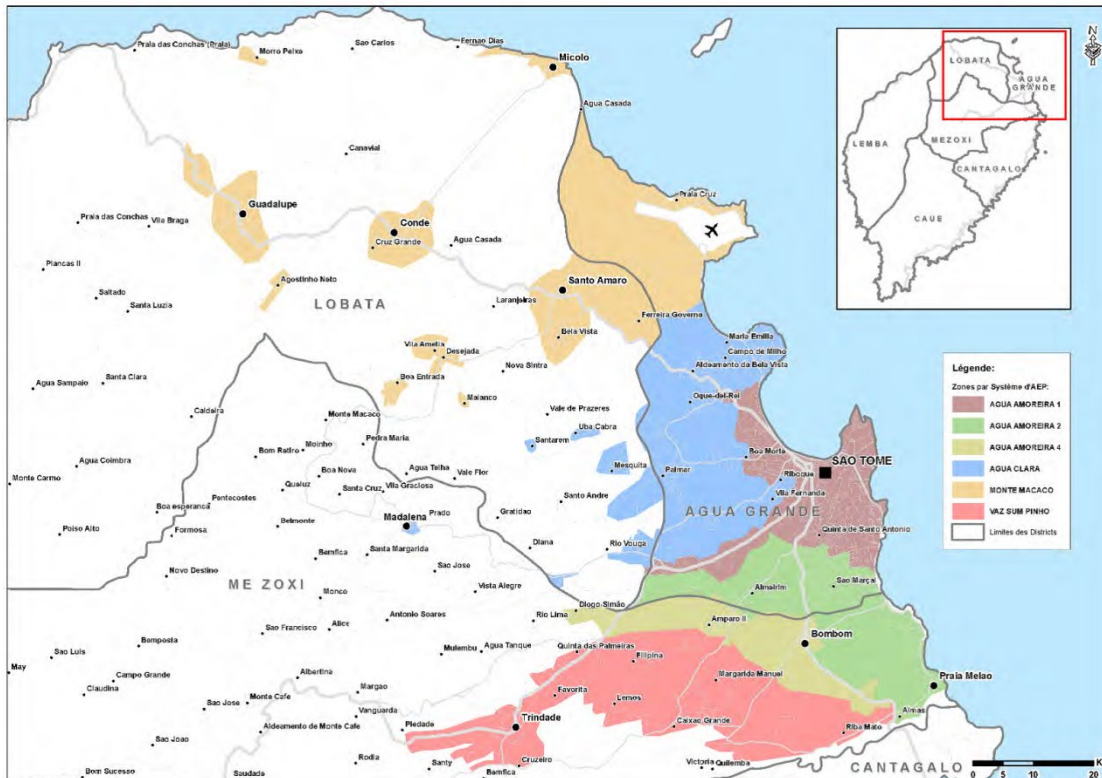 Praia das Conchas (Praia)
Morro Peixe
Sao Carlos
Fernao Dias
Micolo
Agua Casada
Canavial
Praia Cruz
Guadalupe
Praia das Conchas
Vila Braga
Conde
Cruz Grande
Agua Casada
Plancas II
Agostinho Neto
Santo Amaro
Saltado
Santa Luzia
LOBATA
Laranjeiras
Ferreira Governo
Bela Vista
Maria Emilia
Vila Amelia
Desejada
Campo de Milho
Aldeamento da Bela Vista
Nova Sintra
Agua Sampaio
Santa Clara
Boa Entrada
Melanco
Oque-del-Rei
Caldeira
Monte Macaco
Vale de Prazeres
Uba Cabra
Pedra Maria
Santarem
Moinho
Bom Retiro
Boa Morte
SAO TOME
Agua Coimbra
Mesquita
Palmar
Riboque
Monte Carmo
Boa Nova
Agua Telha
Vale Flor
Queluz
Santa Cruz
Vila Graciosa
Vila Fernanda
Pentecostes
Boa esperanca
Santo Andre
AGUA GRANDE
Prado
Gratidao
Madalena
Poiso Alto
Formosa
Belmonte
Quinta de Santo Antonio
Diana
Rio Vouga
Santa Margarida
Bemfica
Novo Destino
Sao Jose
ME ZOXI
Vista Alegre
Almeirim
Sao Marçal
Monco
Diogo-Simão
Antonio Soares
Rio Lima
Amparo II
Sao Francisco
Alice
Bombom
Bemposta
Mulembu
Agua Tanque
Quinta das Palmeiras
Sao Luis
Filipina
May
Albertina
Campo Grande
Margarida Manuel
Praia Melao
Claudina
Margao
Favorita
Monte Cafe
Lemos
Sao Jose
Vanguarda
Almas
Aldeamento de Monte Cafe
Piedade
Trindade
Caixao Grande
Riba Mato
Sao Joao
Rodia
Santy
Cruzeiro
Victoria
Quilemba
Bom Sucesso
Saudada
Bamfica
CANTAGALO
N
LOBATA
AGUA
GRANDE
LEMBA
MEZOXI
CANTAGALO
CAUE
Légende:
Zones par Système d'AEP:
AGUA AMOREIRA 1
AGUA AMOREIRA 2
AGUA AMOREIRA 4
AGUA CLARA
MONTE MACACO
VAZ SUM PINHO
Limites des Districts
0 5 10 20